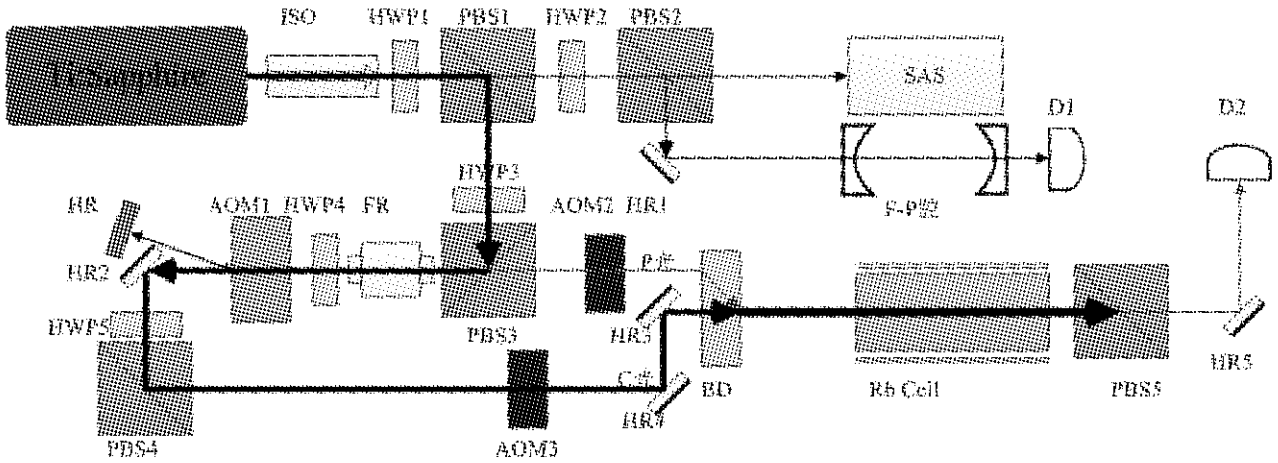 ISO HWP1 PBS1 HWP2 PBS2
Ti-Sapphire
SAS
D1 D2
HWP3
F-P腔
HR AOM1 HWP4 FR AOM2 HR1
HR2
P光
HWP5 PBS3 HR3
C光
HR4 BD Rb Cell PBS5 HR5
PBS4 AOM3